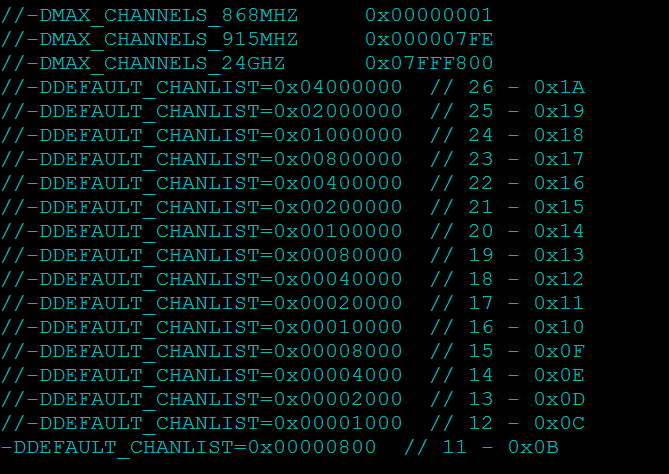 //-DMAX_CHANNELS_868MHZ     0x00000001
//-DMAX_CHANNELS_915MHZ     0x000007FE
//-DMAX_CHANNELS_24GHZ      0x07FFF800
//-DDEFAULT_CHANLIST=0x04000000  // 26 - 0x1A
//-DDEFAULT_CHANLIST=0x02000000  // 25 - 0x19
//-DDEFAULT_CHANLIST=0x01000000  // 24 - 0x18
//-DDEFAULT_CHANLIST=0x00800000  // 23 - 0x17
//-DDEFAULT_CHANLIST=0x00400000  // 22 - 0x16
//-DDEFAULT_CHANLIST=0x00200000  // 21 - 0x15
//-DDEFAULT_CHANLIST=0x00100000  // 20 - 0x14
//-DDEFAULT_CHANLIST=0x00080000  // 19 - 0x13
//-DDEFAULT_CHANLIST=0x00040000  // 18 - 0x12
//-DDEFAULT_CHANLIST=0x00020000  // 17 - 0x11
//-DDEFAULT_CHANLIST=0x00010000  // 16 - 0x10
//-DDEFAULT_CHANLIST=0x00008000  // 15 - 0x0F
//-DDEFAULT_CHANLIST=0x00004000  // 14 - 0x0E
//-DDEFAULT_CHANLIST=0x00002000  // 13 - 0x0D
//-DDEFAULT_CHANLIST=0x00001000  // 12 - 0x0C
-DDEFAULT_CHANLIST=0x00000800  // 11 - 0x0B